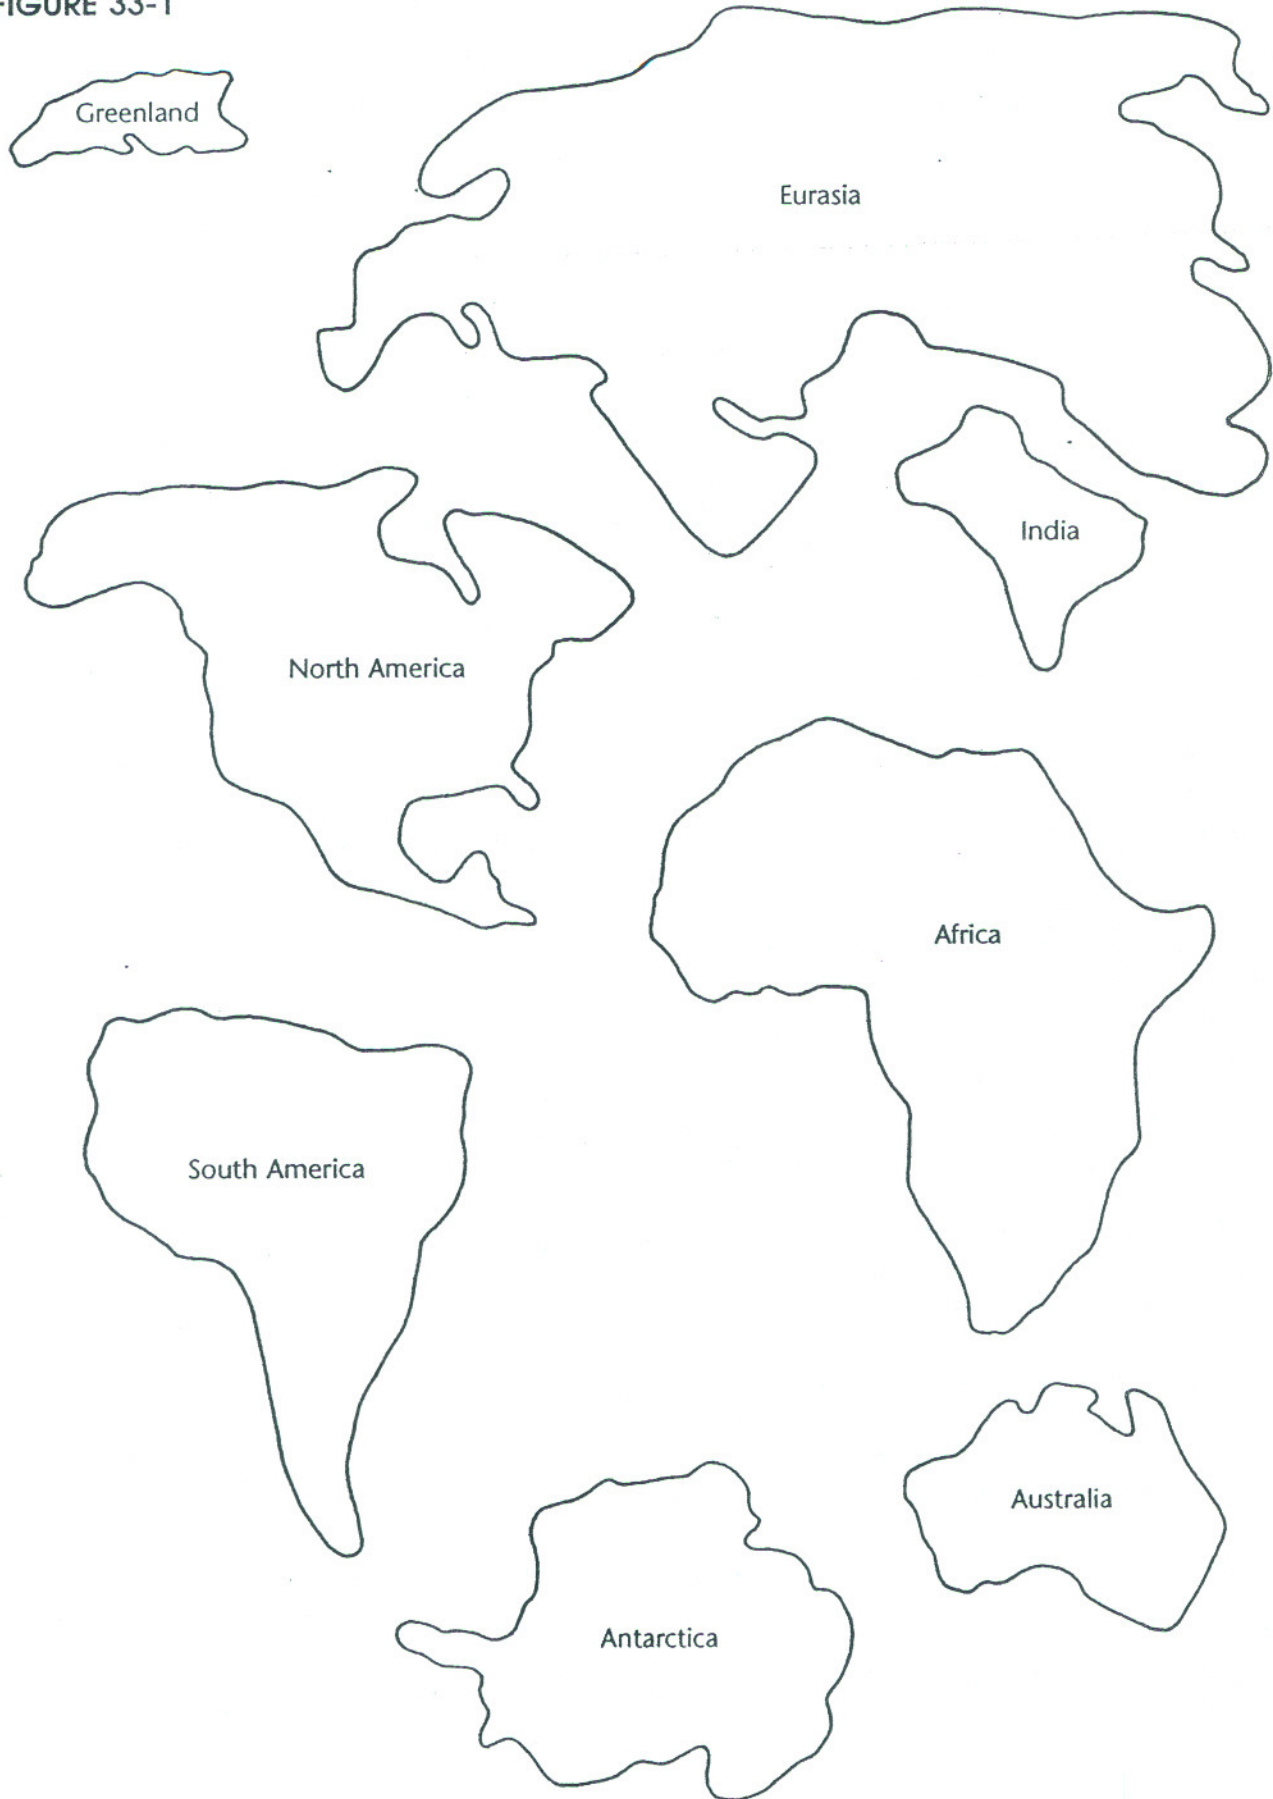 FIGURE 33-1
Greenland
Eurasia
India
North America
Africa
South America
Australia
Antarctica